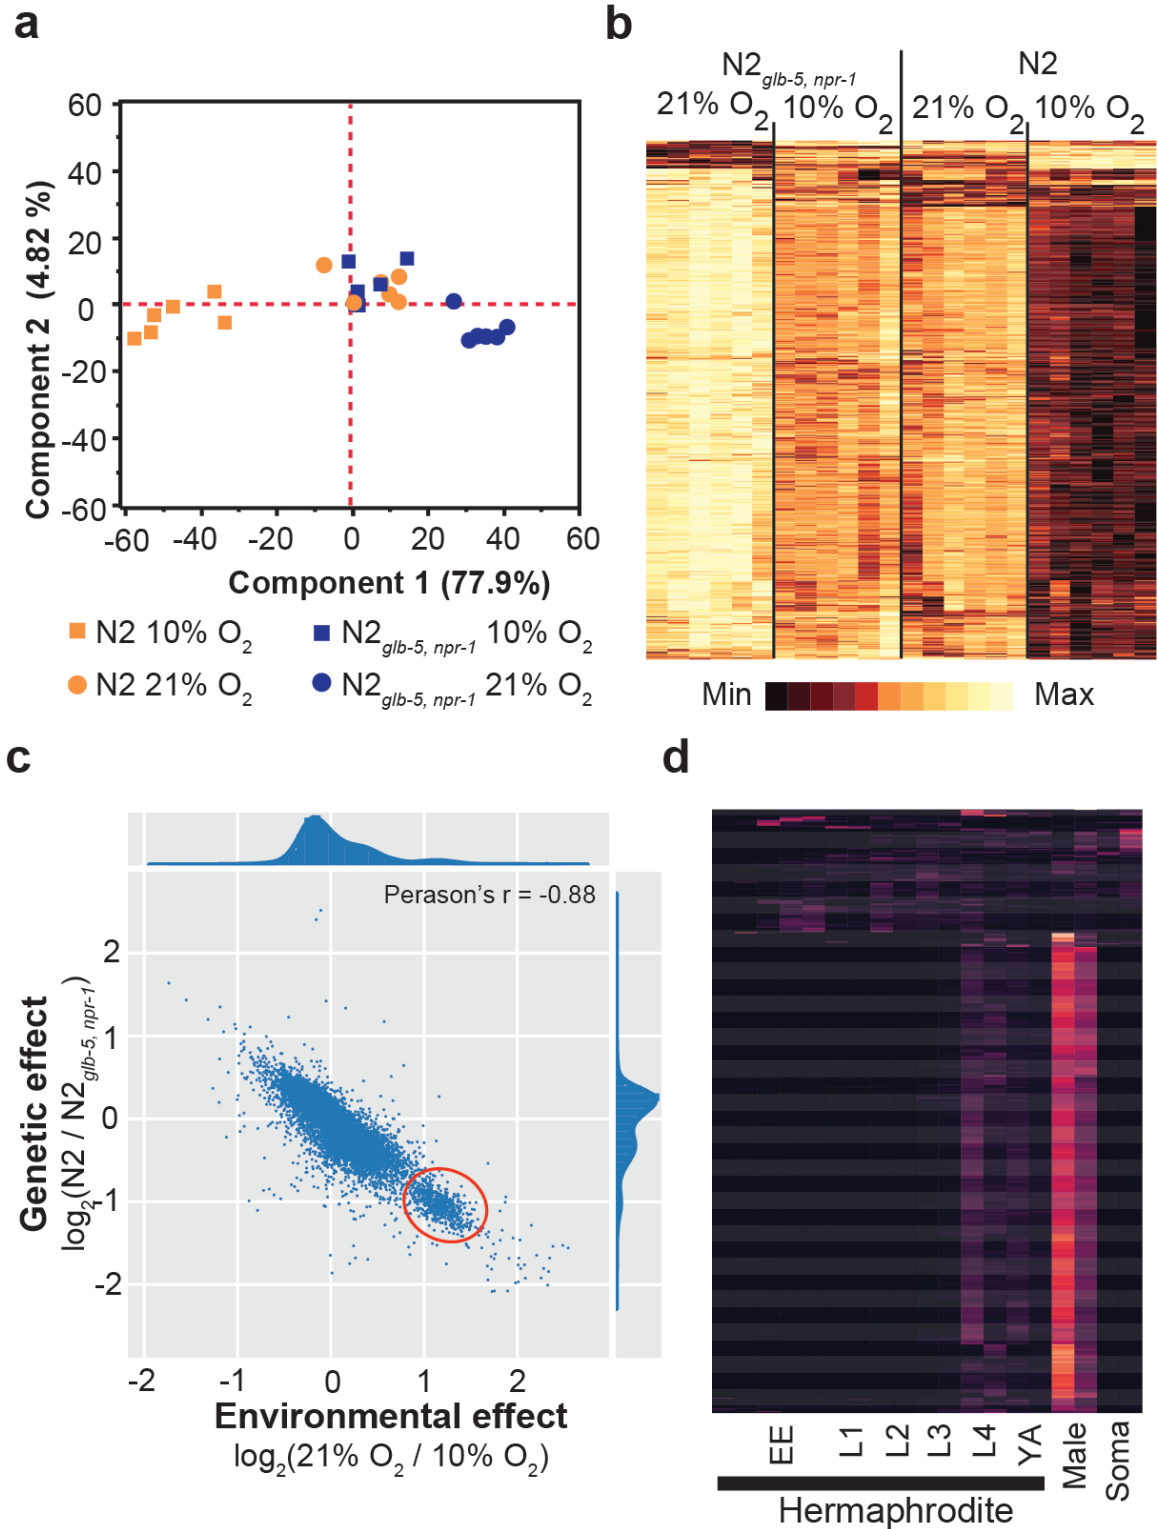 a
60
40
20
0
-20
-40
-60
-60 -40 -20 0 20 40 60
Component 2 (4.82 %)
Component 1 (77.9%)
N2 10% O2
N2glb-5, npr-1 10% O2
N2 21% O2
N2glb-5, npr-1 21% O2
b
N2glb-5, npr-1 N2
21% O2 10% O2 21% O2 10% O2
Min Max
c
Perason's r = -0.88
2
1
0
-1
-2
Genetic effect
log2(N2 / N2glb-5, npr-1)
-2 -1 0 1 2
Environmental effect
log2(21% O2 / 10% O2)
d
EE L1 L2 L3 L4 YA Male Soma
Hermaphrodite